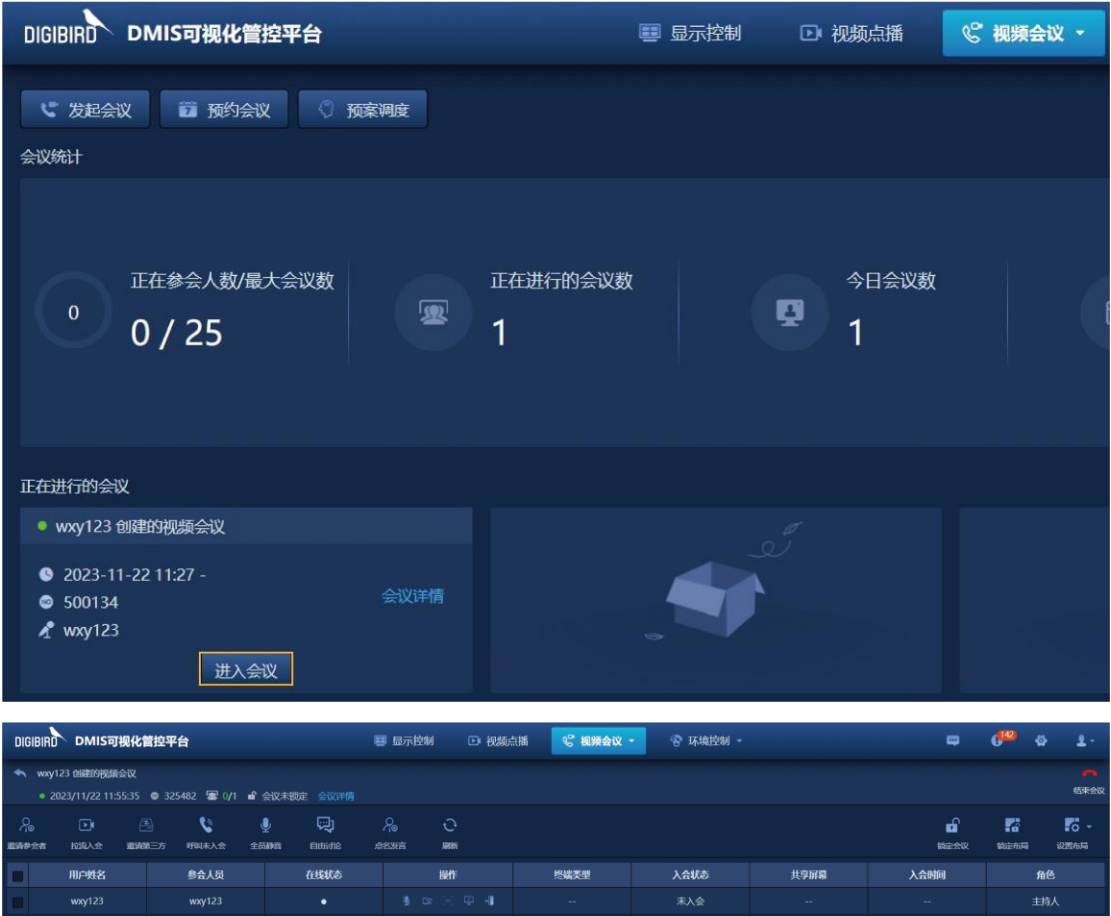 DIGIBIRD DMIS可视化管控平台 显示控制 视频点播 视频会议
发起会议 预约会议 预案调度
会议统计
正在参会人数/最大会议数 正在进行的会议数 今日会议数
0 0 / 25 1 1
正在进行的会议
wxy123 创建的视频会议
2023-11-22 11:27 -
NO 500134 会议详情
wxy123
进入会议
DIGIBIRD DMIS可视化管控平台 显示控制 视频点播 视频会议 环境控制 142
wxy123 创建的视频会议
2023/11/22 11:55:35 325482 0/1 会议未锁定 会议详情 结束会议
邀请参会者 拉流入会 邀请第三方 呼叫未入会 全员静音 自由讨论 点名发言 刷新 锁定会议 锁定布局 设置布局
用户姓名 参会人员 在线状态 操作 终端类型 入会状态 共享屏幕 入会时间 角色
wxy123 wxy123 -- 未入会 -- -- 主持人